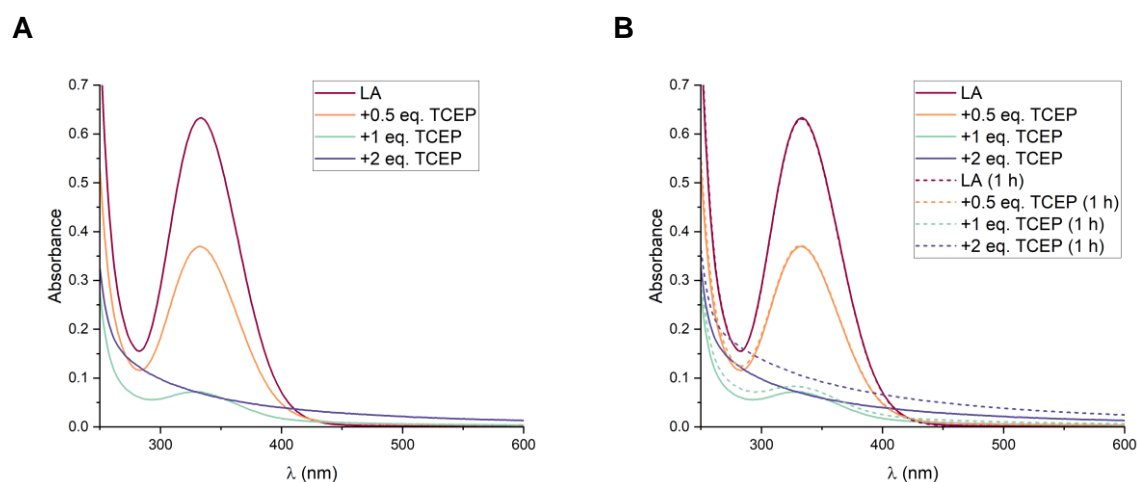 A
B
0.7
0.6
0.5
0.4
0.3
0.2
0.1
0.0
300
400
500
600
Absorbance
λ (nm)
LA
+0.5 eq. TCEP
+1 eq. TCEP
+2 eq. TCEP
0.7
0.6
0.5
0.4
0.3
0.2
0.1
0.0
300
400
500
600
Absorbance
λ (nm)
LA
+0.5 eq. TCEP
+1 eq. TCEP
+2 eq. TCEP
LA (1 h)
+0.5 eq. TCEP (1 h)
+1 eq. TCEP (1 h)
+2 eq. TCEP (1 h)